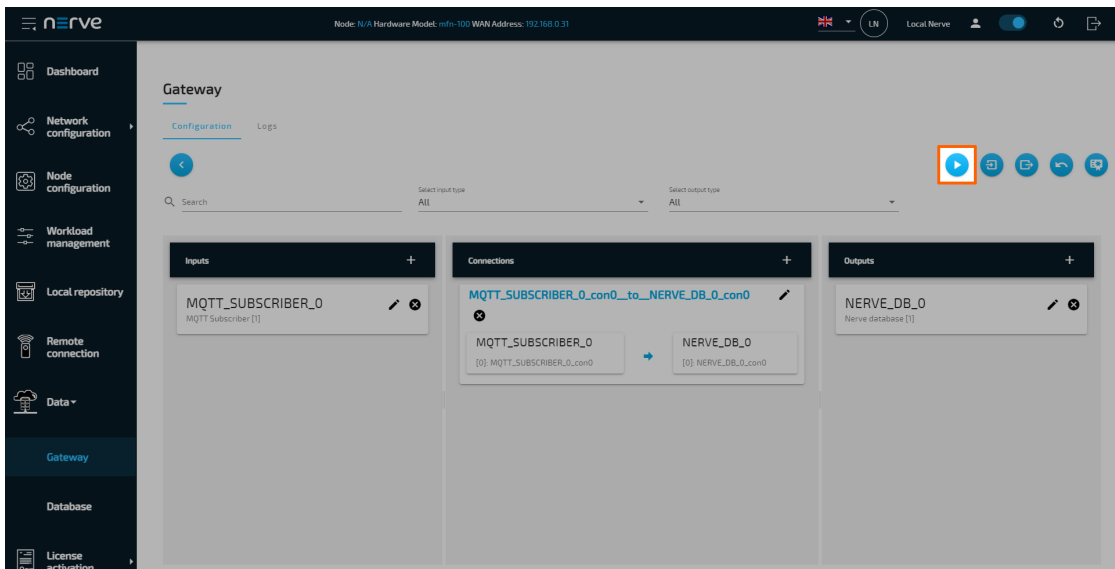 nerve
Node: N/A Hardware Model: mfn-100 WAN Address: 192.168.0.31
LN
Local Nerve
Dashboard
Network
configuration
Node
configuration
Workload
management
Local repository
Remote
connection
Data
Gateway
Database
License
activation
Gateway
Configuration
Logs
Search
Select input type
All
Select output type
All
Inputs
+
MQTT_SUBSCRIBER_0
MQTT Subscriber [1]
Connections
+
MQTT_SUBSCRIBER_0_con0__to__NERVE_DB_0_con0
MQTT_SUBSCRIBER_0
[0]: MQTT_SUBSCRIBER_0_con0
NERVE_DB_0
[0]: NERVE_DB_0_con0
Outputs
+
NERVE_DB_0
Nerve database [1]